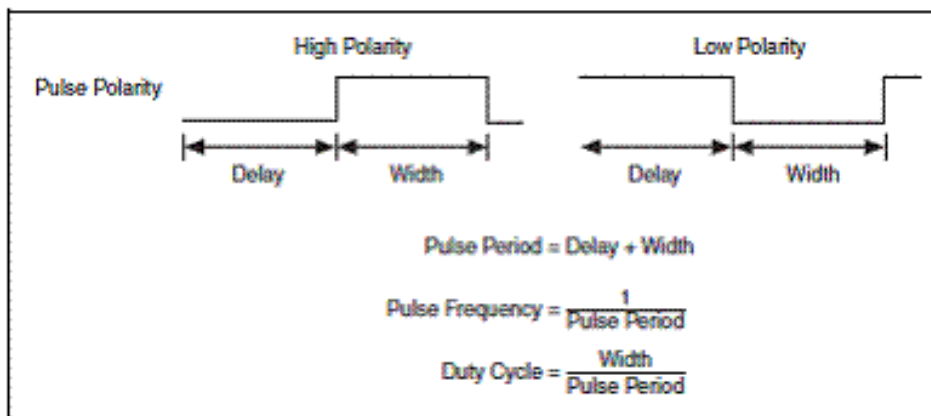 High Polarity Low Polarity
Pulse Polarity
Delay Width Delay Width
Pulse Period = Delay + Width
Pulse Frequency = 1 / Pulse Period
Duty Cycle = Width / Pulse Period